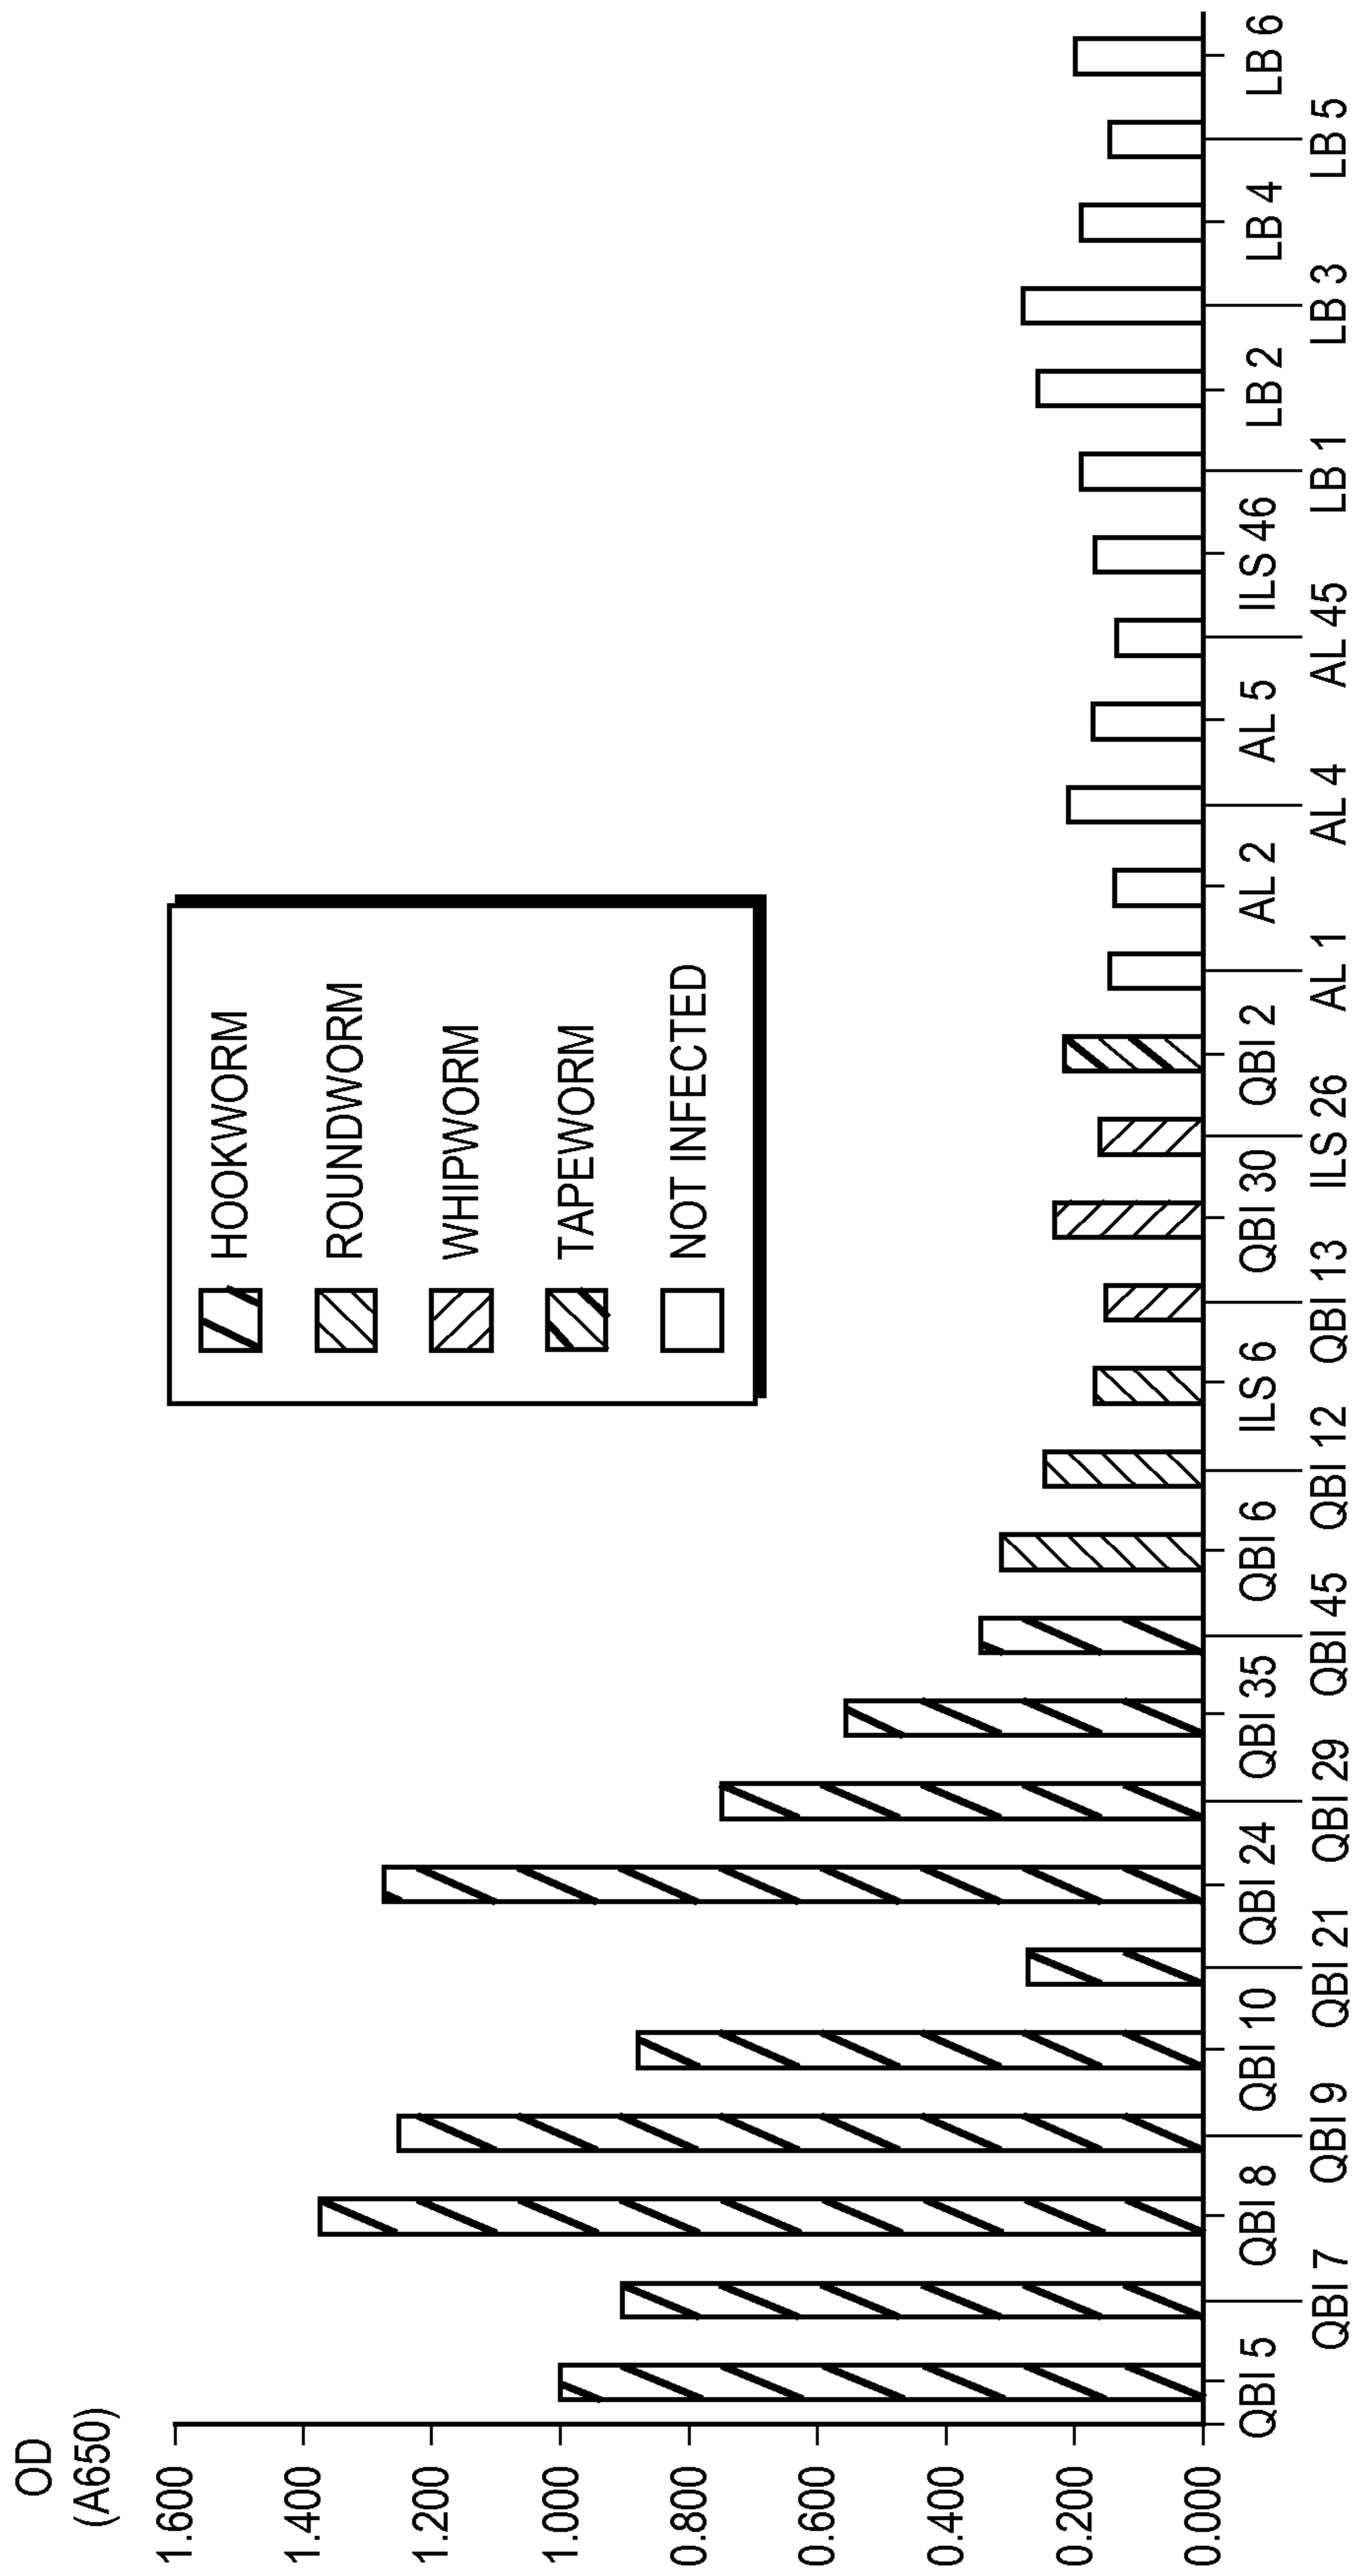 OD
(A650)
1.600
1.400
1.200
1.000
0.800
0.600
0.400
0.200
0.000
HOOKWORM
ROUNDWORM
WHIPWORM
TAPEWORM
NOT INFECTED
QBI 5
QBI 7
QBI 8
QBI 9
QBI 10
QBI 21
QBI 24
QBI 29
QBI 35
QBI 45
QBI 6
QBI 12
ILS 6
QBI 13
QBI 30
ILS 26
QBI 2
AL 1
AL 2
AL 4
AL 5
AL 45
ILS 46
LB 1
LB 2
LB 3
LB 4
LB 5
LB 6